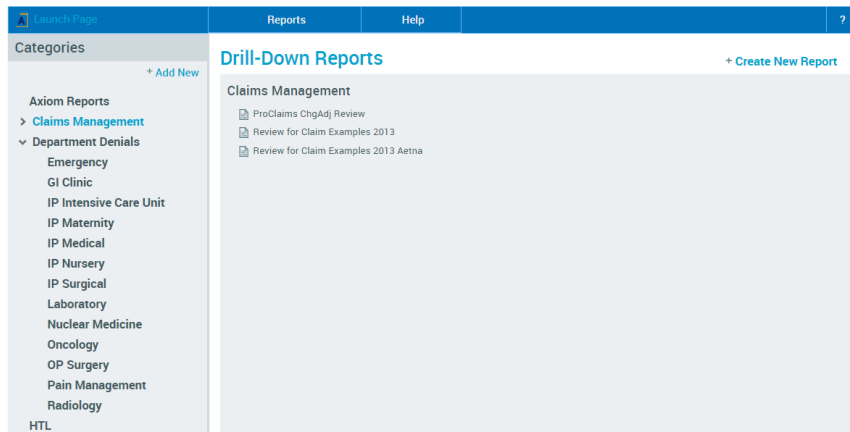 Launch Page
Reports
Help
?
Categories
+ Add New
Axiom Reports
Claims Management
Department Denials
Emergency
GI Clinic
IP Intensive Care Unit
IP Maternity
IP Medical
IP Nursery
IP Surgical
Laboratory
Nuclear Medicine
Oncology
OP Surgery
Pain Management
Radiology
HTL
Drill-Down Reports
+ Create New Report
Claims Management
ProClaims ChgAdj Review
Review for Claim Examples 2013
Review for Claim Examples 2013 Aetna